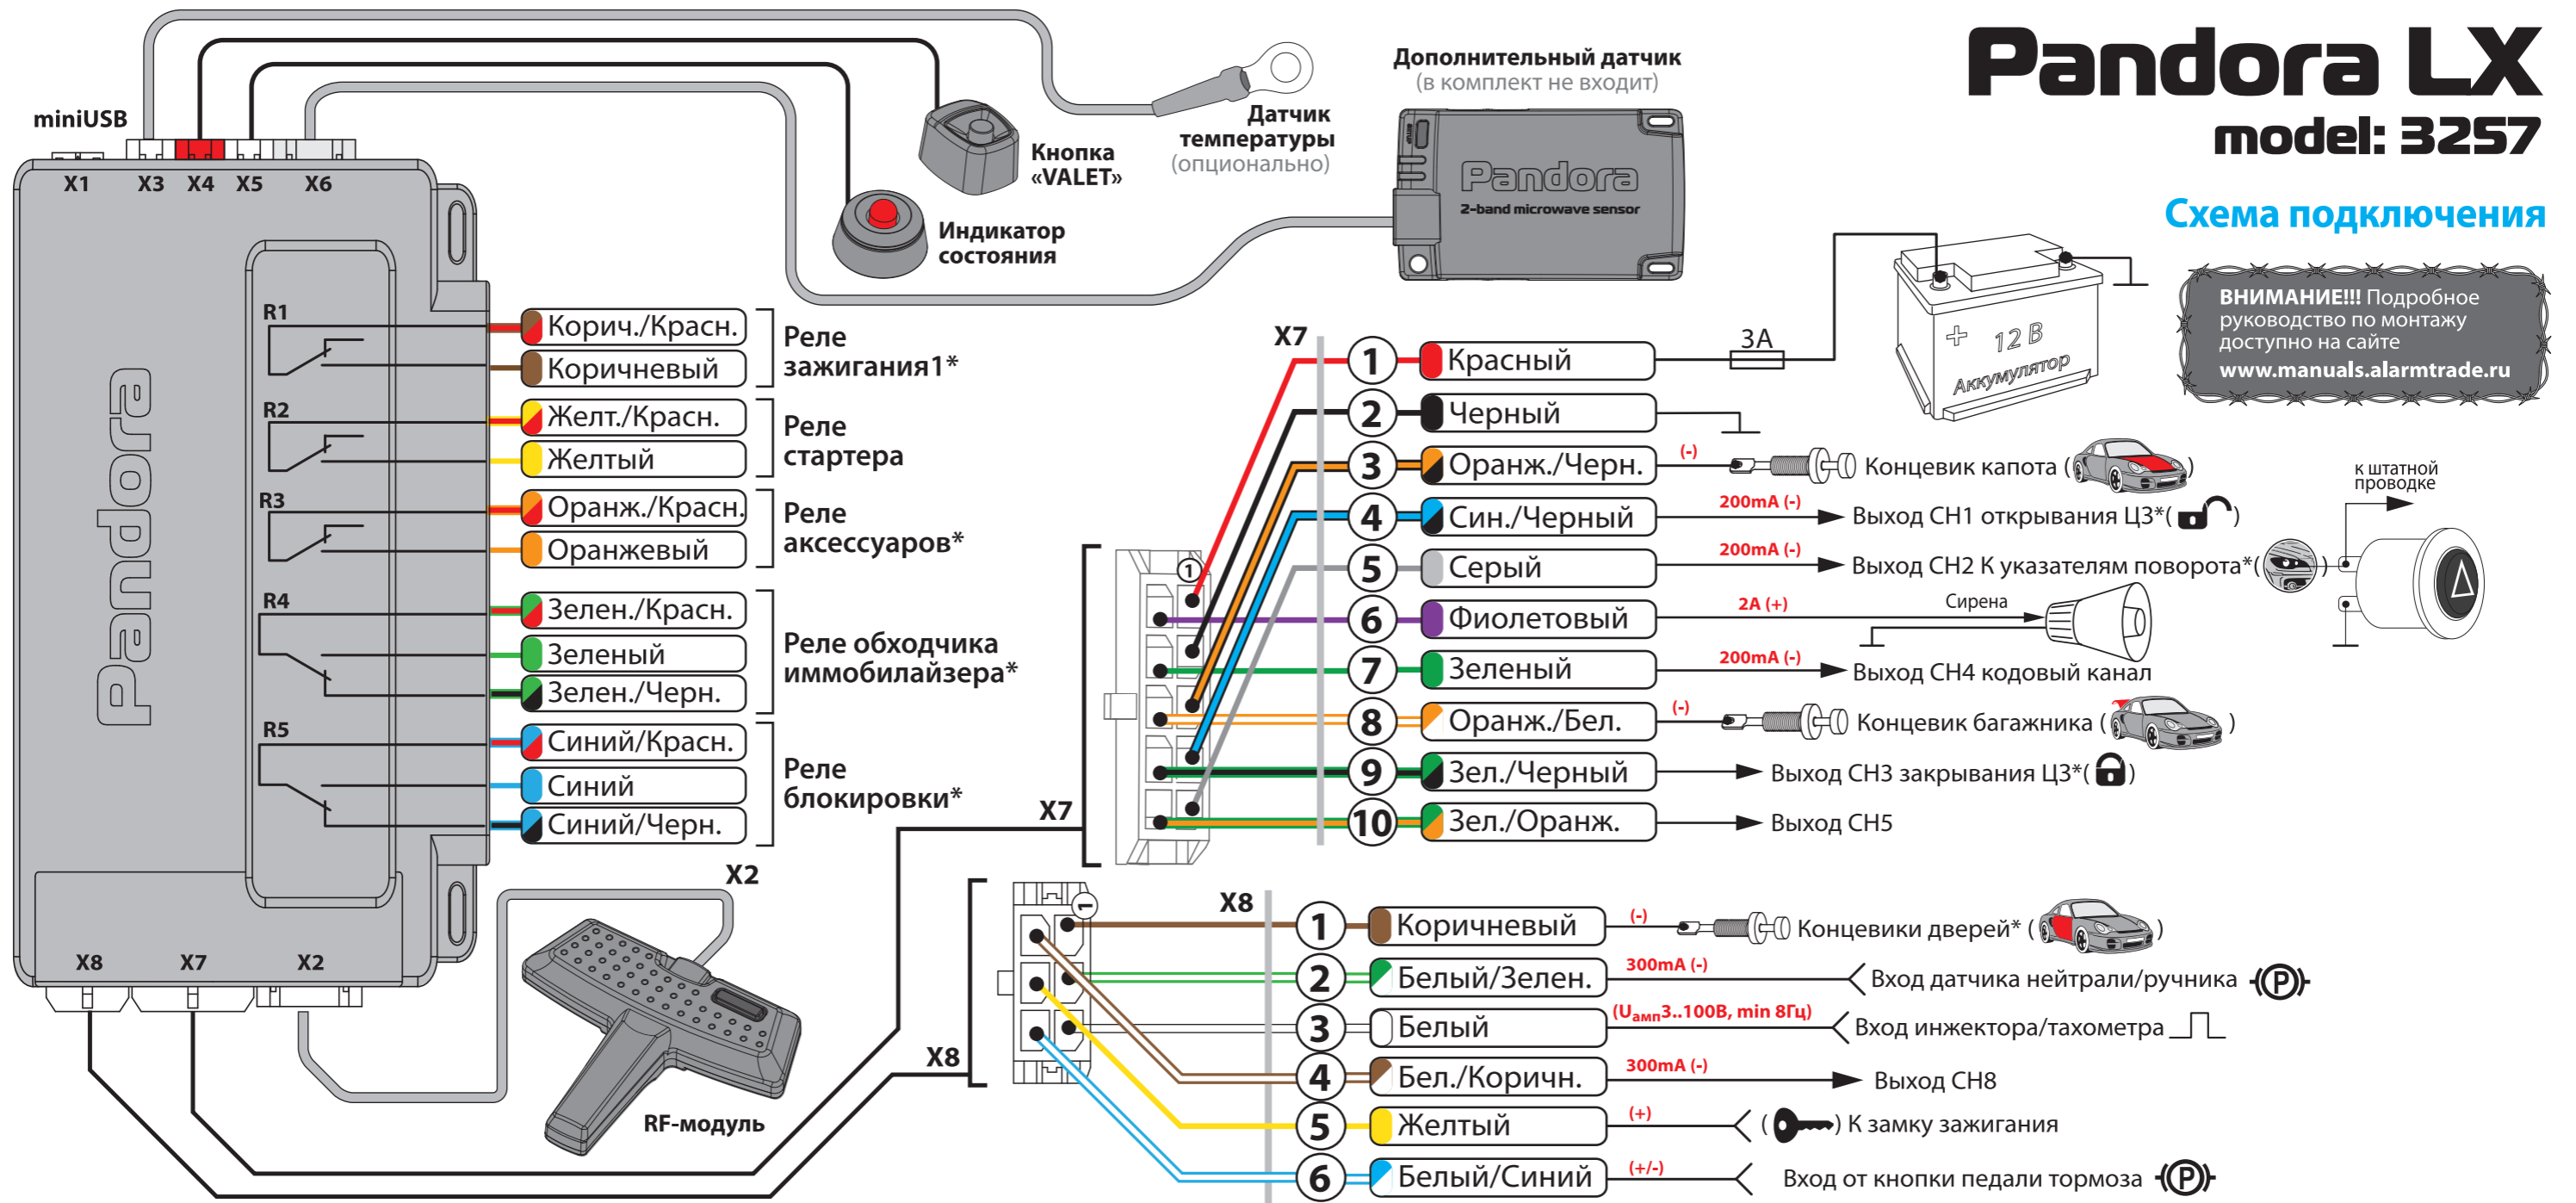 Pandora LX
model: 3257
Схема подключения
ВНИМАНИЕ!!! Подробное
руководство по монтажу
доступно на сайте
www.manuals.alarmtrade.ru
miniUSB
X1
X3
X4
X5
X6
Кнопка
«VALET»
Индикатор
состояния
Датчик
температуры
(опционально)
Дополнительный датчик
(в комплект не входит)
Pandora
2-band microwave sensor
pandora
R1
Корич./Красн.
Коричневый
Реле
зажигания1*
R2
Желт./Красн.
Желтый
Реле
стартера
R3
Оранж./Красн.
Оранжевый
Реле
аксессуаров*
R4
Зелен./Красн.
Зеленый
Зелен./Черн.
Реле обходчика
иммобилайзера*
R5
Синий/Красн.
Синий
Синий/Черн.
Реле
блокировки*
X8
X7
X2
X2
RF-модуль
X7
1
X7
1
Красный
3А
+ 12 В
Аккумулятор
2
Черный
3
Оранж./Черн.
(-)
Концевик капота ( )
4
Син./Черный
200mA (-)
Выход CH1 открывания ЦЗ*( )
5
Серый
200mA (-)
Выход CH2 К указателям поворота*( )
к штатной
проводке
6
Фиолетовый
2A (+)
Сирена
7
Зеленый
200mA (-)
Выход CH4 кодовый канал
8
Оранж./Бел.
(-)
Концевик багажника ( )
9
Зел./Черный
Выход CH3 закрывания ЦЗ*( )
10
Зел./Оранж.
Выход CH5
X8
1
X8
1
Коричневый
(-)
Концевики дверей* ( )
2
Белый/Зелен.
300mA (-)
Вход датчика нейтрали/ручника (P)
3
Белый
(Uамп3..100В, min 8Гц)
Вход инжектора/тахометра
4
Бел./Коричн.
300mA (-)
Выход CH8
5
Желтый
(+)
( ) К замку зажигания
6
Белый/Синий
(+/-)
Вход от кнопки педали тормоза (P)